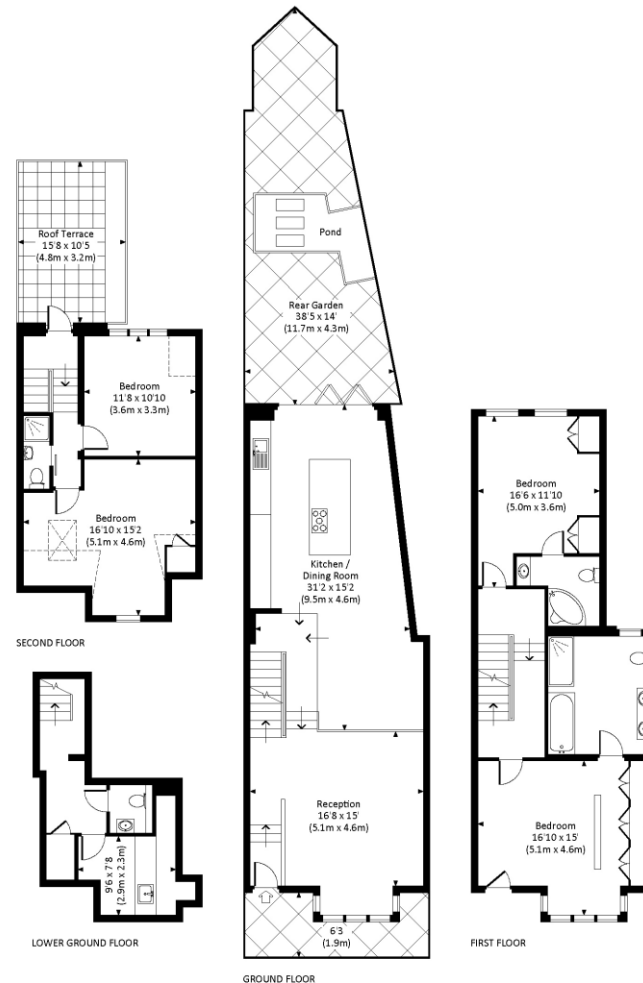 Roof Terrace
15'8 x 10'5
(4.8m x 3.2m)
Bedroom
11'8 x 10'10
(3.6m x 3.3m)
Bedroom
16'10 x 15'2
(5.1m x 4.6m)
SECOND FLOOR
9'6 x 7'8
(2.9m x 2.3m)
LOWER GROUND FLOOR
Pond
Rear Garden
38'5 x 14'
(11.7m x 4.3m)
Kitchen /
Dining Room
31'2 x 15'2
(9.5m x 4.6m)
Reception
16'8 x 15'
(5.1m x 4.6m)
6'3
(1.9m)
GROUND FLOOR
Bedroom
16'6 x 11'10
(5.0m x 3.6m)
Bedroom
16'10 x 15'
(5.1m x 4.6m)
FIRST FLOOR